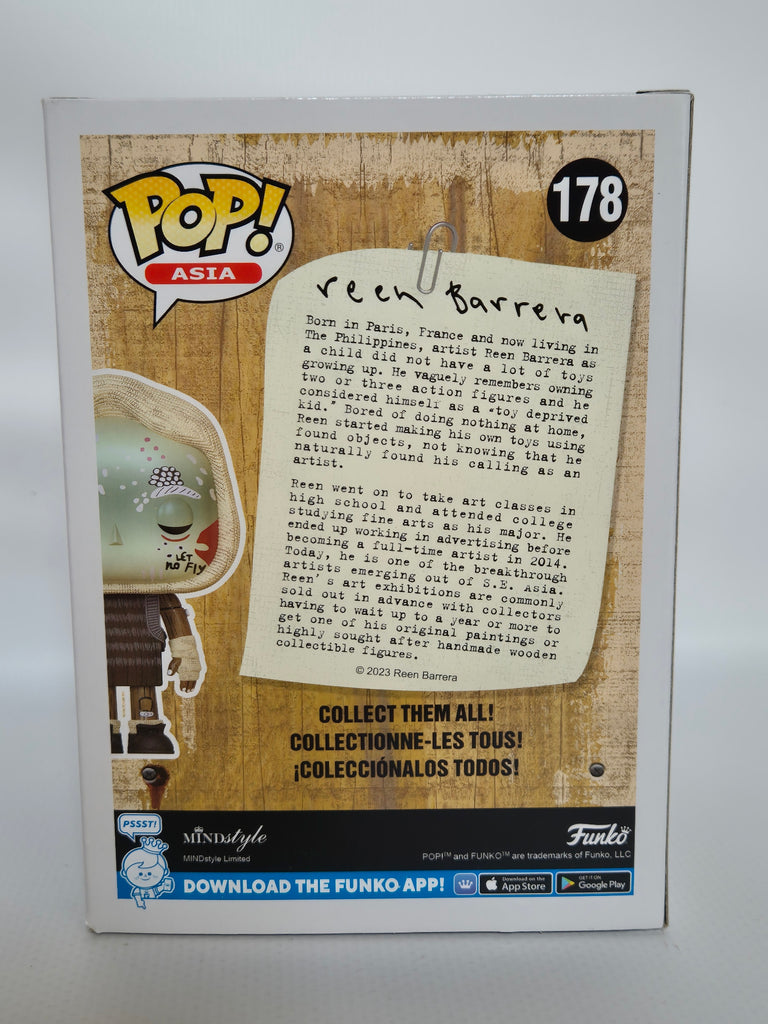 POP!®
ASIA
178
reen Barrera
Born in Paris, France and now living in
The Philippines, artist Reen Barrera as
a child did not have a lot of toys
growing up. He vaguely remembers owning
two or three action figures and he
considered himself as a "toy deprived
kid." Bored of doing nothing at home,
Reen started making his own toys using
found objects, not knowing that he
naturally found his calling as an
artist.
Reen went on to take art classes in
high school and attended college
studying fine arts as his major. He
ended up working in advertising before
becoming a full-time artist in 2014.
Today, he is one of the breakthrough
artists emerging out of S.E. Asia.
Reen's art exhibitions are commonly
sold out in advance with collectors
having to wait up to a year or more to
get one of his original paintings or
highly sought after handmade wooden
collectible figures.
© 2023 Reen Barrera
LET
NO FLY
COLLECT THEM ALL!
COLLECTIONNE-LES TOUS!
¡COLECCIÓNALOS TODOS!
PSSST!
MINDstyle
MINDstyle Limited
Funko
POP!™ and FUNKO™ are trademarks of Funko, LLC
DOWNLOAD THE FUNKO APP!
Download on the
App Store
GET IT ON
Google Play